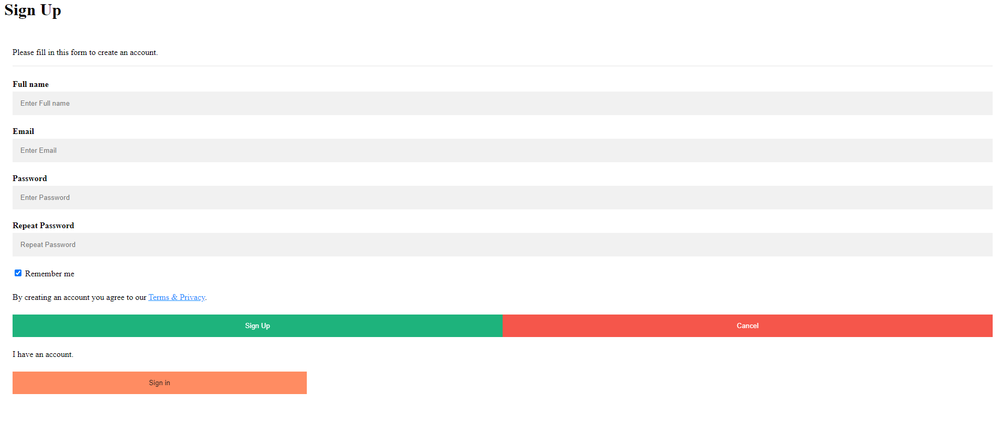 Sign Up
Please fill in this form to create an account.
Full name
Enter Full name
Email
Enter Email
Password
Enter Password
Repeat Password
Repeat Password
Remember me
By creating an account you agree to our Terms & Privacy.
Sign Up Cancel
I have an account.
Sign in